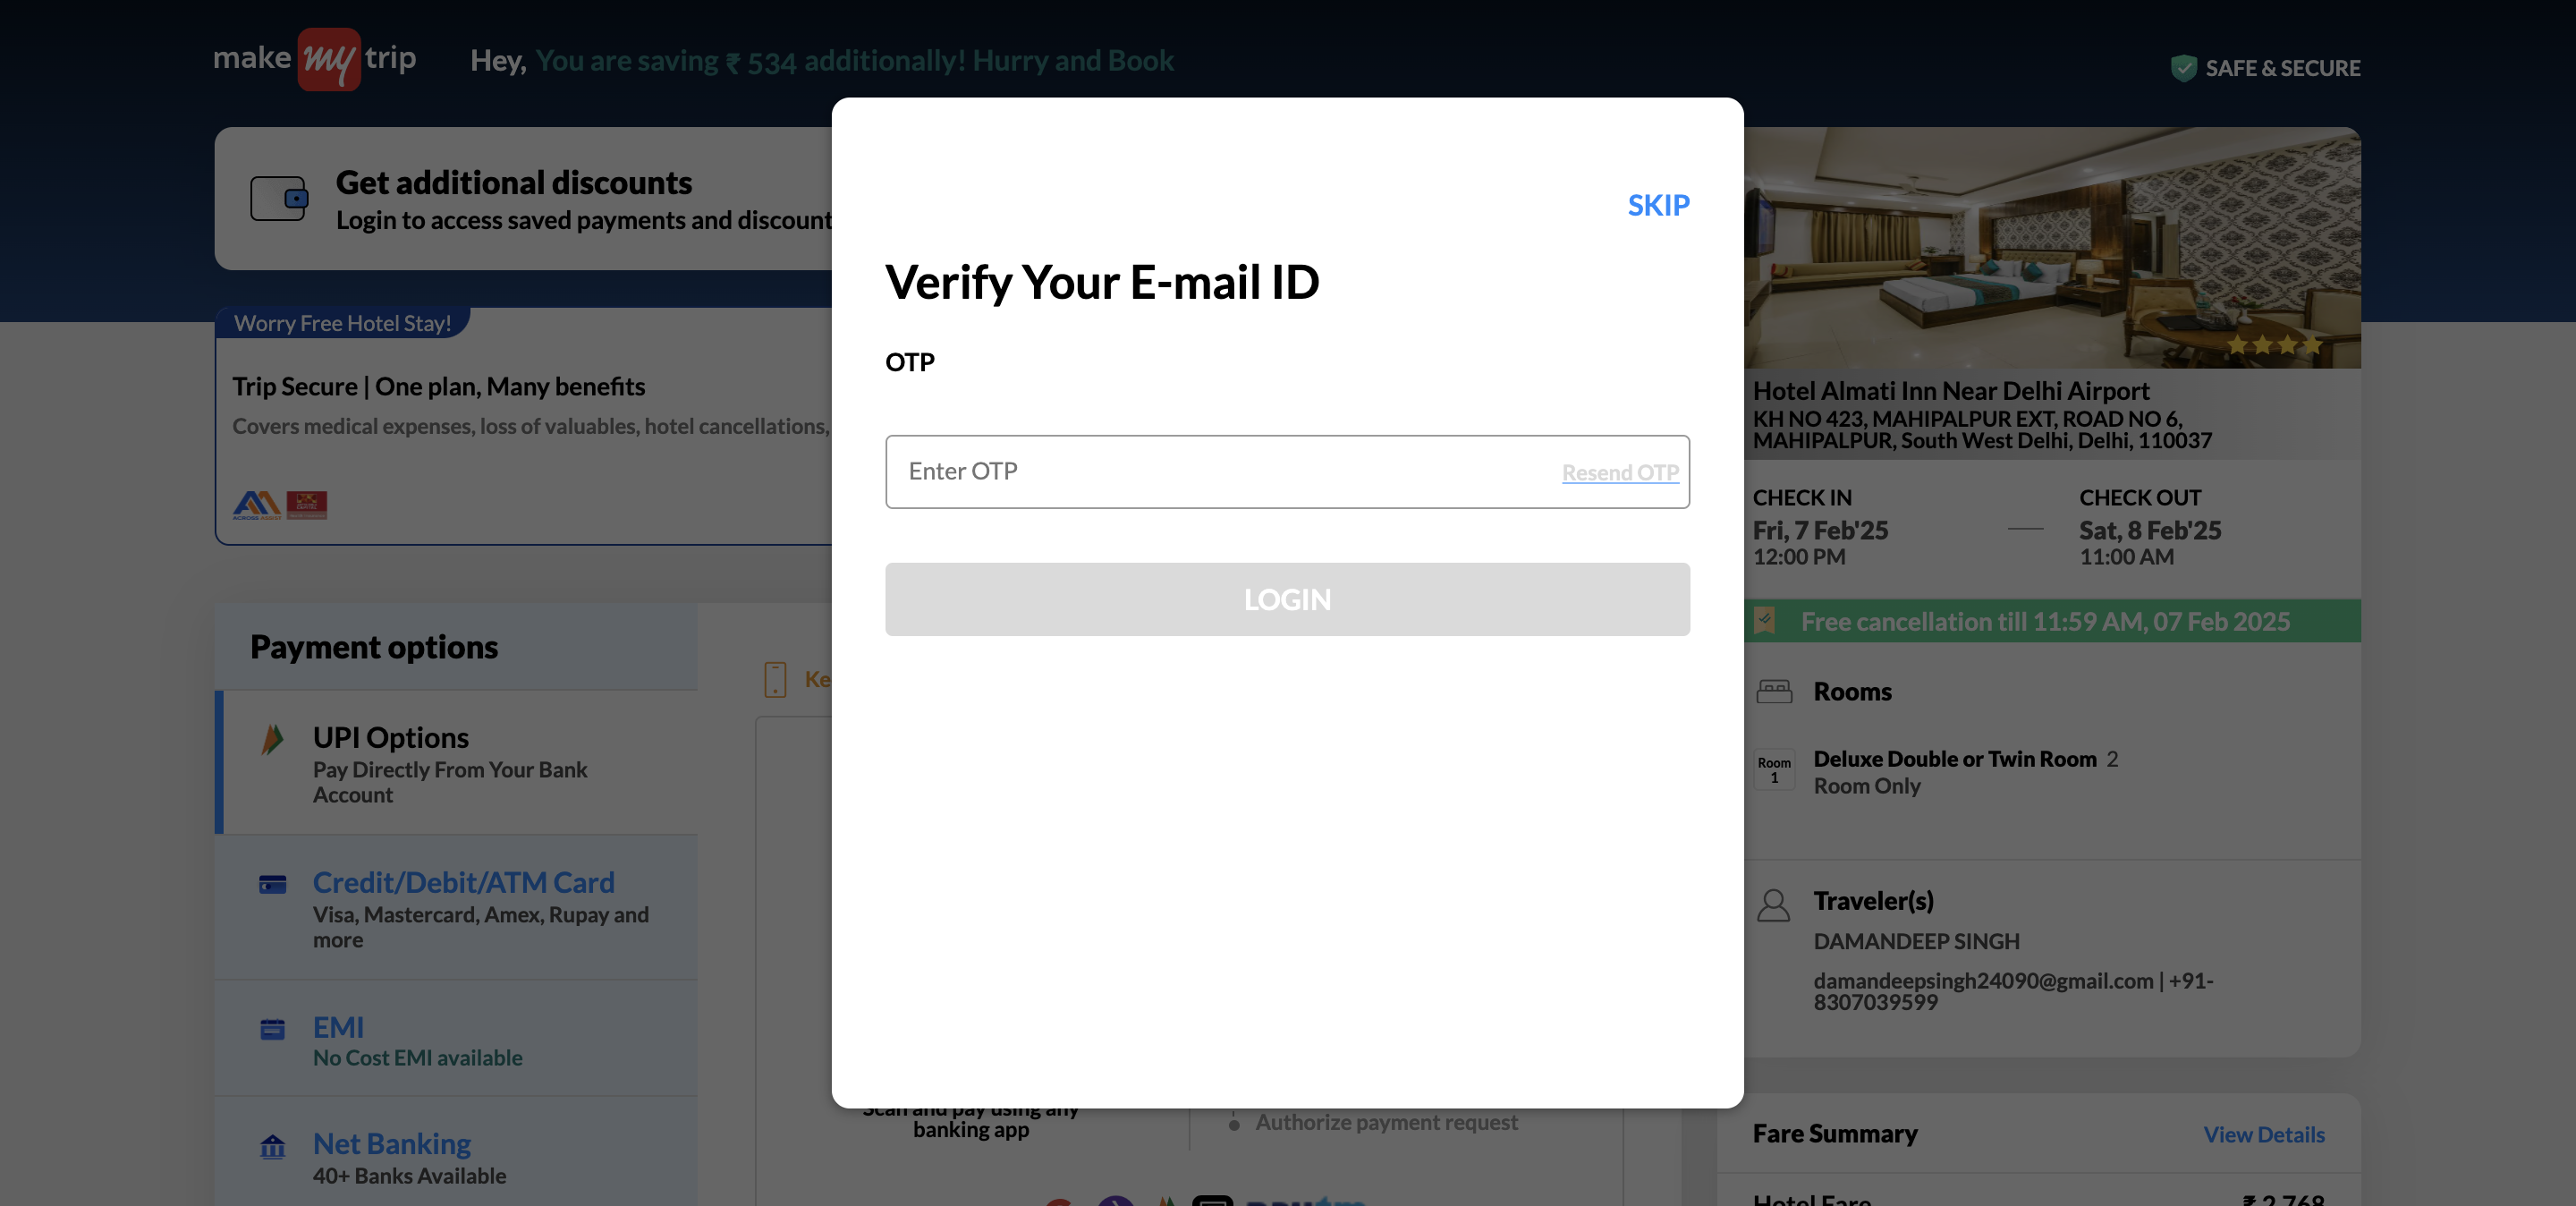 make my trip
Hey, You are saving ₹ 534 additionally! Hurry and Book
SAFE & SECURE
Get additional discounts
Login to access saved payments and discount
Worry Free Hotel Stay!
Trip Secure | One plan, Many benefits
Covers medical expenses, loss of valuables, hotel cancellations,
ACROSS ASSIST
Payment options
UPI Options
Pay Directly From Your Bank
Account
Credit/Debit/ATM Card
Visa, Mastercard, Amex, Rupay and
more
EMI
No Cost EMI available
Net Banking
40+ Banks Available
Ke
SKIP
Verify Your E-mail ID
OTP
Enter OTP
Resend OTP
LOGIN
Scan and pay using any
banking app
Authorize payment request
Hotel Almati Inn Near Delhi Airport
KH NO 423, MAHIPALPUR EXT, ROAD NO 6,
MAHIPALPUR, South West Delhi, Delhi, 110037
CHECK IN
Fri, 7 Feb'25
12:00 PM
CHECK OUT
Sat, 8 Feb'25
11:00 AM
Free cancellation till 11:59 AM, 07 Feb 2025
Rooms
Room
1
Deluxe Double or Twin Room 2
Room Only
Traveler(s)
DAMANDEEP SINGH
damandeepsingh24090@gmail.com | +91-
8307039599
Fare Summary
View Details
Hotel Fare
₹ 2,768